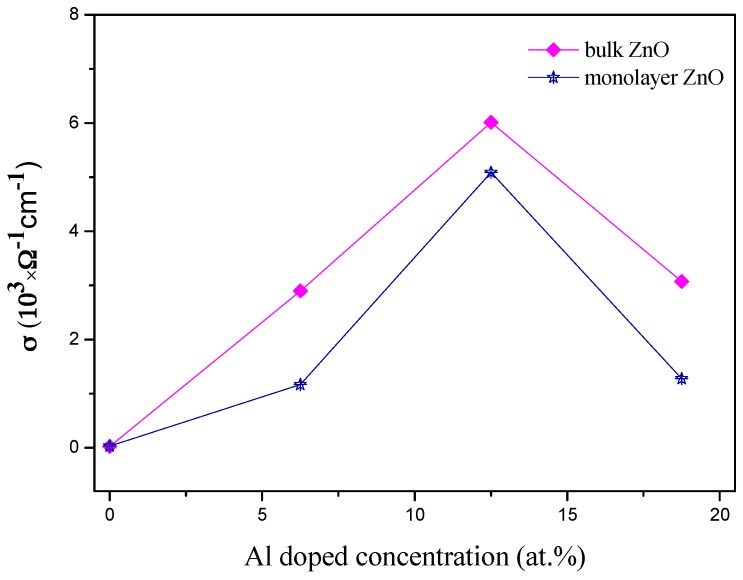 8
6
4
2
0
σ (10³×Ω⁻¹cm⁻¹)
bulk ZnO
monolayer ZnO
0 5 10 15 20
Al doped concentration (at.%)